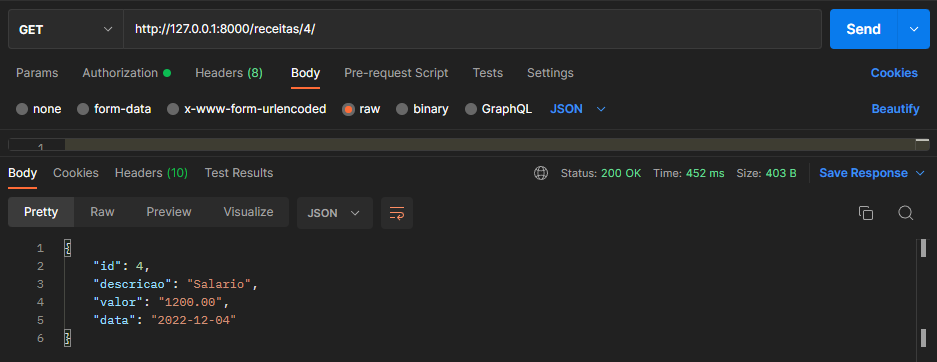 GET http://127.0.0.1:8000/receitas/4/ Send
Params Authorization Headers (8) Body Pre-request Script Tests Settings Cookies
none form-data x-www-form-urlencoded raw binary GraphQL JSON Beautify
1
Body Cookies Headers (10) Test Results Status: 200 OK Time: 452 ms Size: 403 B Save Response
Pretty Raw Preview Visualize JSON
1 {
2 "id": 4,
3 "descricao": "Salario",
4 "valor": "1200.00",
5 "data": "2022-12-04"
6 }